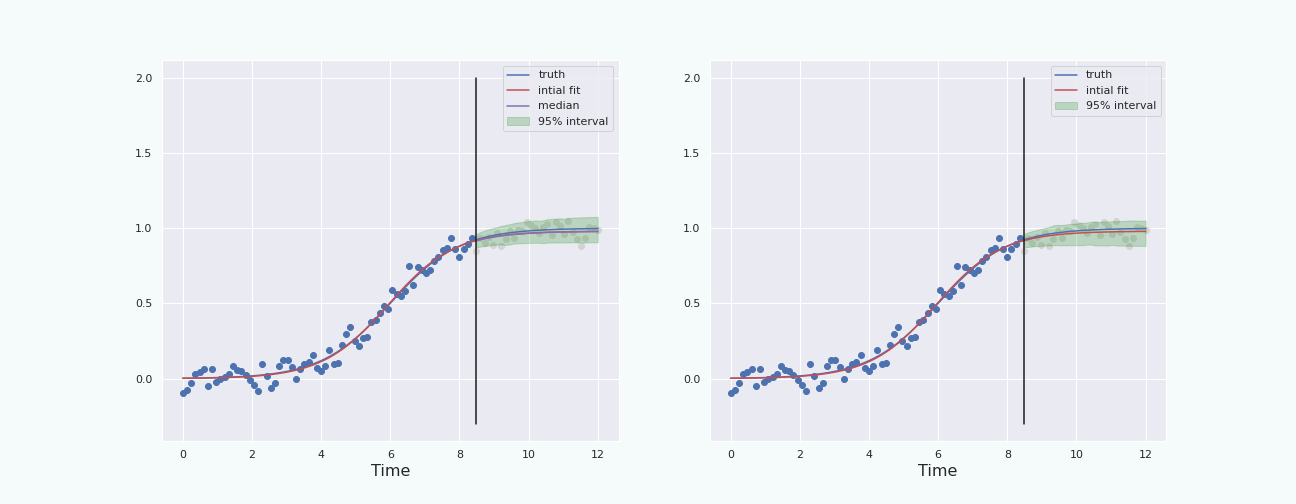 2.0
1.5
1.0
0.5
0.0
0 2 4 6 8 10 12
Time
truth
intial fit
median
95% interval
2.0
1.5
1.0
0.5
0.0
0 2 4 6 8 10 12
Time
truth
intial fit
95% interval